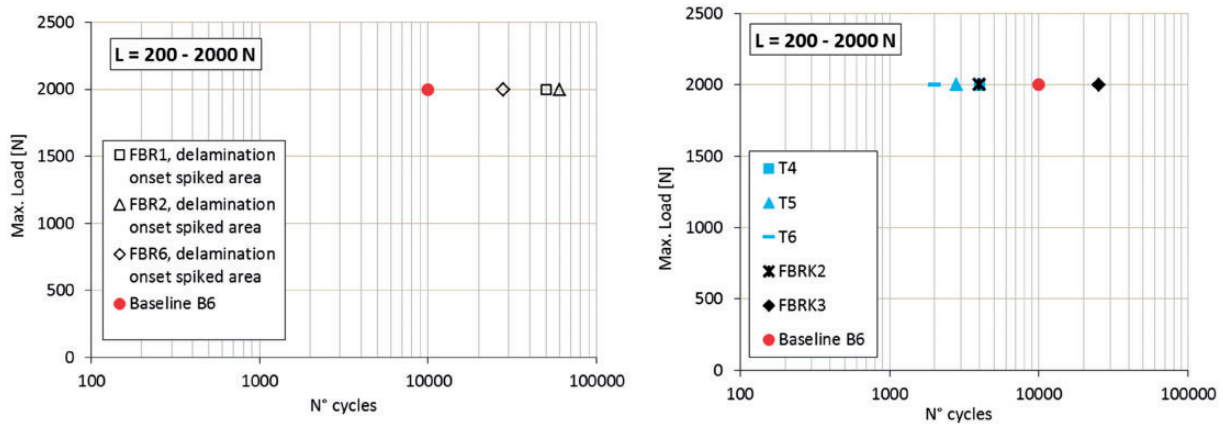 L = 200 - 2000 N
2500
2000
1500
1000
500
0
Max. Load [N]
FBR1, delamination
onset spiked area
FBR2, delamination
onset spiked area
FBR6, delamination
onset spiked area
Baseline B6
100
1000
10000
100000
N° cycles
L = 200 - 2000 N
2500
2000
1500
1000
500
0
Max. Load [N]
T4
T5
T6
FBRK2
FBRK3
Baseline B6
100
1000
10000
100000
N° cycles